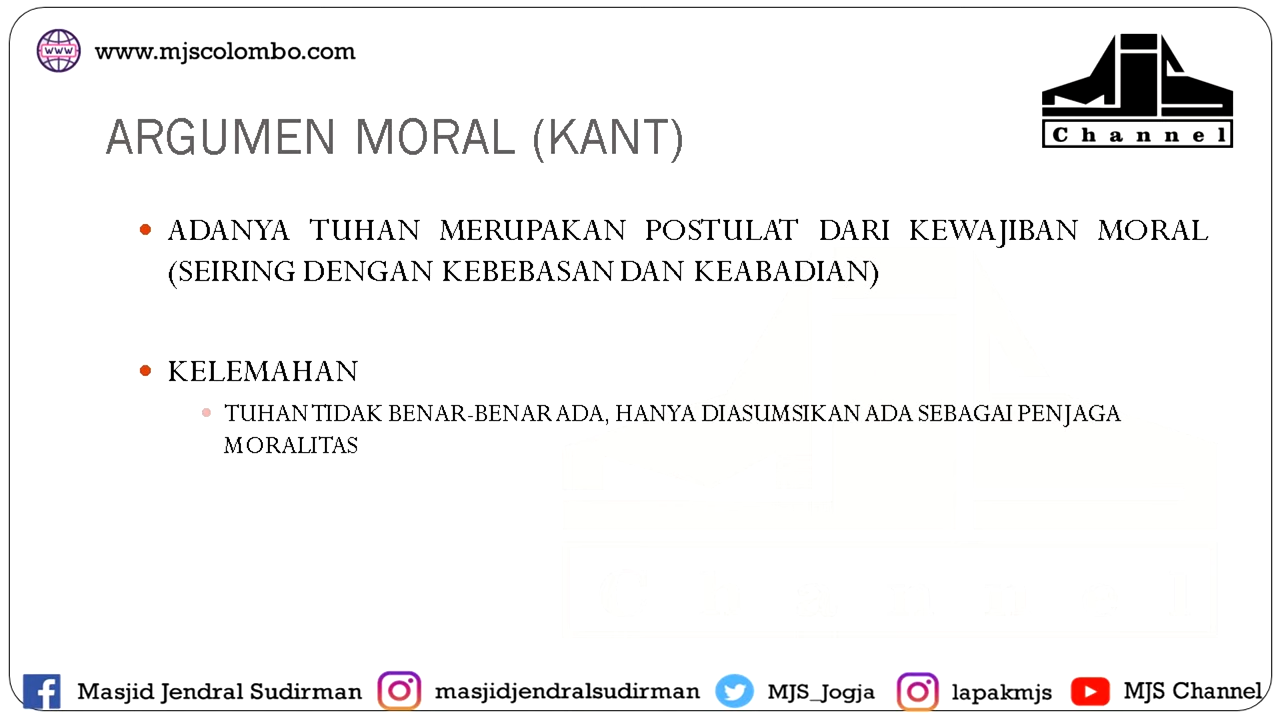 www.mjscolombo.com
MJS
Channel
ARGUMEN MORAL (KANT)
• ADANYA TUHAN MERUPAKAN POSTULAT DARI KEWAJIBAN MORAL
(SEIRING DENGAN KEBEBASAN DAN KEABADIAN)
• KELEMAHAN
• TUHAN TIDAK BENAR-BENAR ADA, HANYA DIASUMSIKAN ADA SEBAGAI PENJAGA
MORALITAS
Masjid Jendral Sudirman masjidjendralsudirman MJS_Jogja lapakmjs MJS Channel